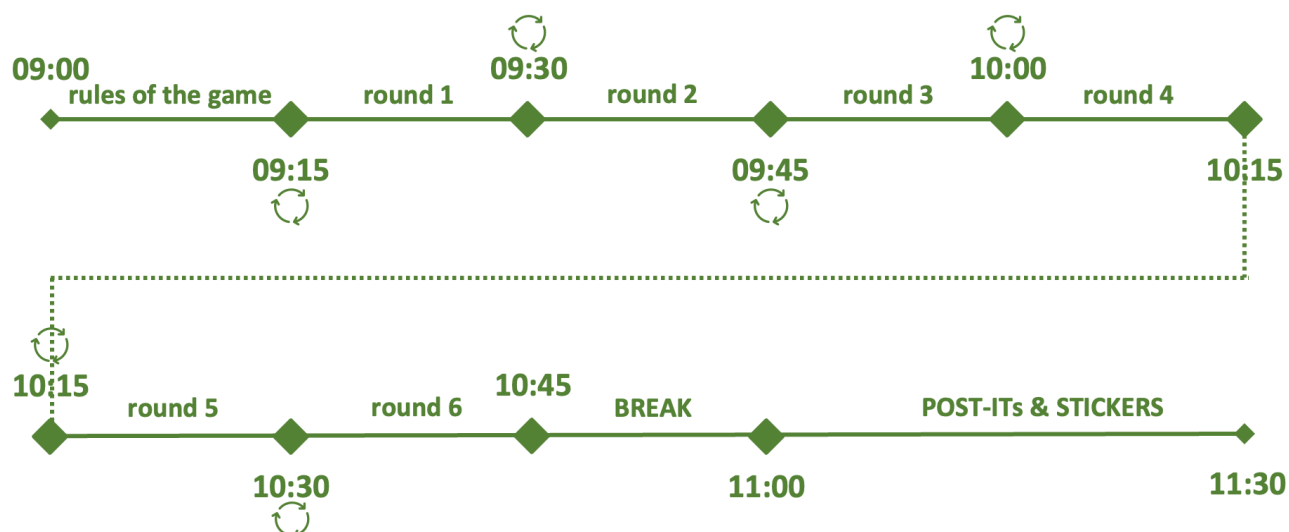 09:00
rules of the game
09:15
round 1
09:30
round 2
09:45
round 3
10:00
round 4
10:15
10:15
round 5
10:30
round 6
10:45
BREAK
11:00
POST-ITs & STICKERS
11:30